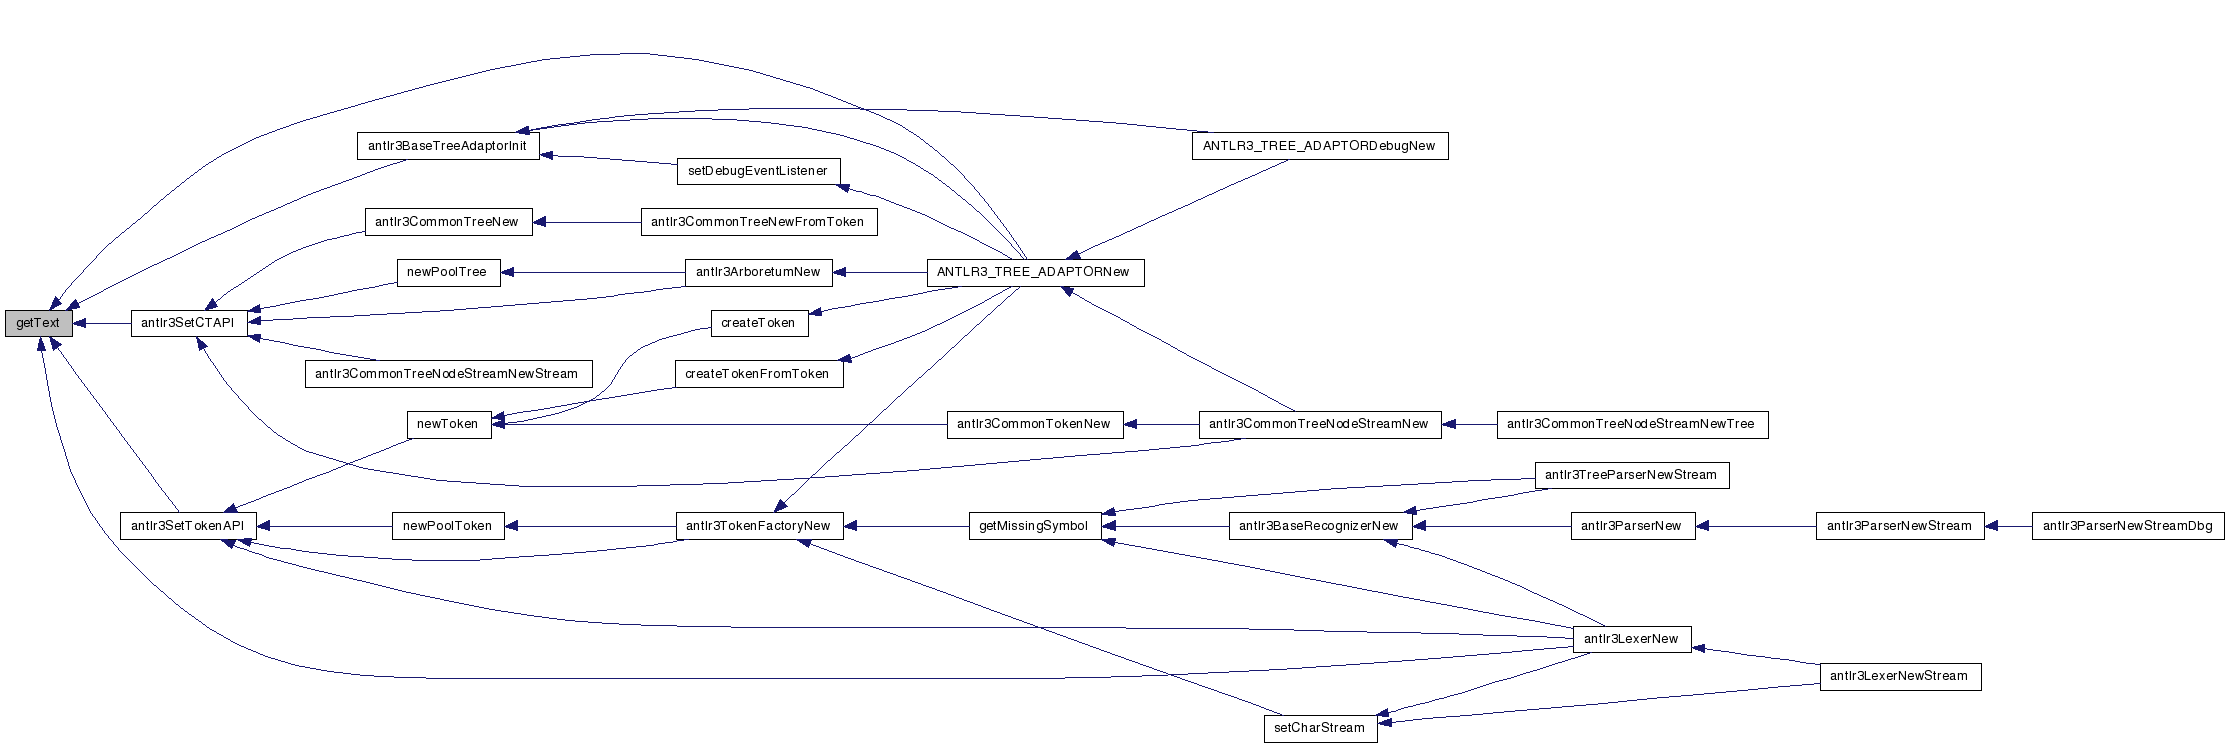 antlr3BaseTreeAdaptorInit
ANTLR3_TREE_ADAPTORDebugNew
setDebugEventListener
antlr3CommonTreeNew
antlr3CommonTreeNewFromToken
newPoolTree
antlr3ArboretumNew
ANTLR3_TREE_ADAPTORNew
getText
antlr3SetCTAPI
createToken
antlr3CommonTreeNodeStreamNewStream
createTokenFromToken
newToken
antlr3CommonTokenNew
antlr3CommonTreeNodeStreamNew
antlr3CommonTreeNodeStreamNewTree
antlr3TreeParserNewStream
antlr3SetTokenAPI
newPoolToken
antlr3TokenFactoryNew
getMissingSymbol
antlr3BaseRecognizerNew
antlr3ParserNew
antlr3ParserNewStream
antlr3ParserNewStreamDbg
antlr3LexerNew
antlr3LexerNewStream
setCharStream